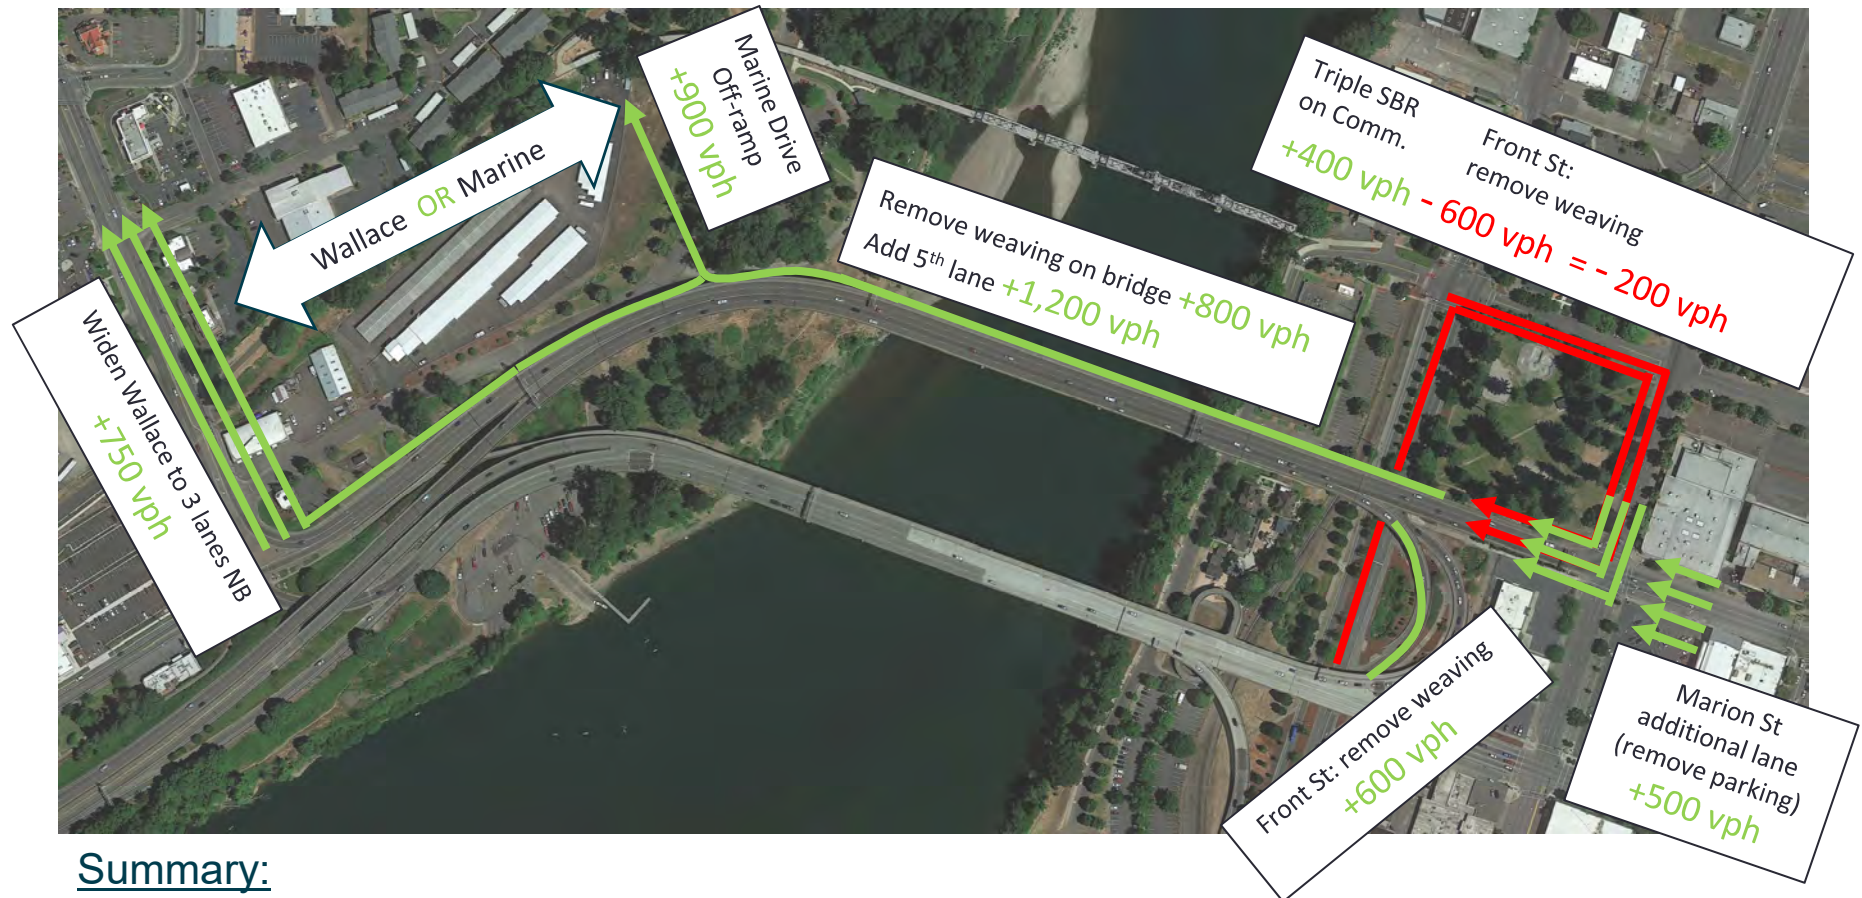 Marine Drive
Off-ramp
+900 vph
Triple SBR
on Comm.
+400 vph
Front St:
remove weaving
- 600 vph = - 200 vph
Wallace OR Marine
Remove weaving on bridge +800 vph
Add 5th lane +1,200 vph
Widen Wallace to 3 lanes NB
+750 vph
Front St: remove weaving
+600 vph
Marion St
additional lane
(remove parking)
+500 vph
Summary: